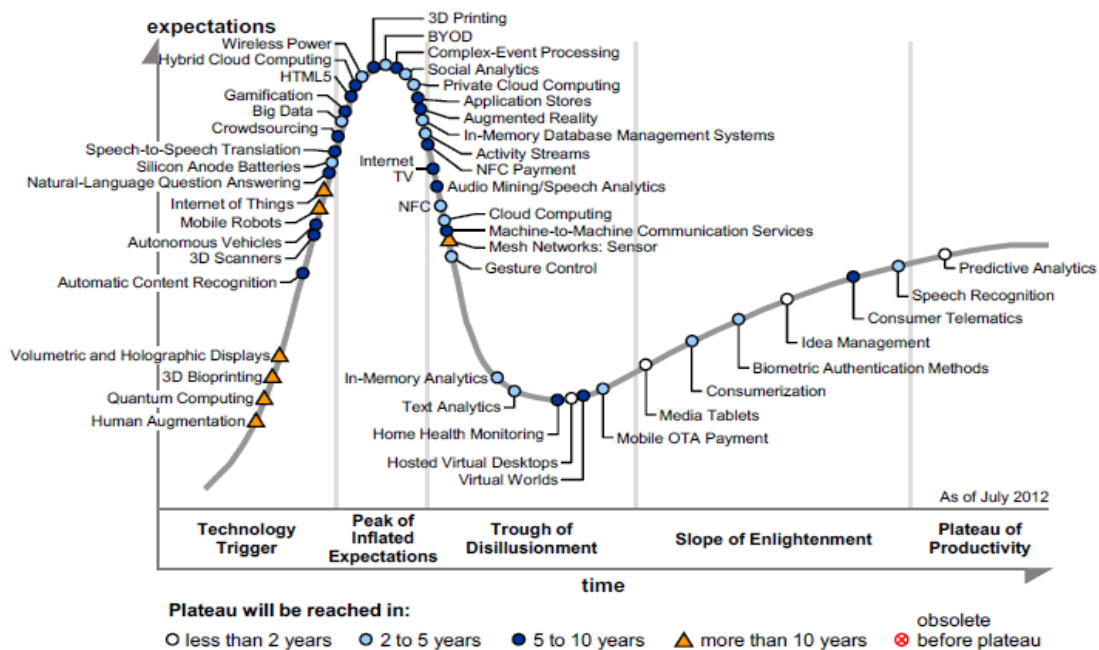 expectations
3D Printing
BYOD
Wireless Power
Complex-Event Processing
Hybrid Cloud Computing
Social Analytics
HTML5
Private Cloud Computing
Gamification
Application Stores
Big Data
Augmented Reality
Crowdsourcing
In-Memory Database Management Systems
Speech-to-Speech Translation
Activity Streams
Silicon Anode Batteries
Internet
TV
NFC Payment
Natural-Language Question Answering
Audio Mining/Speech Analytics
Internet of Things
NFC
Cloud Computing
Mobile Robots
Machine-to-Machine Communication Services
Autonomous Vehicles
Mesh Networks: Sensor
3D Scanners
Gesture Control
Automatic Content Recognition
Predictive Analytics
Speech Recognition
Consumer Telematics
Idea Management
Volumetric and Holographic Displays
Biometric Authentication Methods
3D Bioprinting
In-Memory Analytics
Consumerization
Quantum Computing
Text Analytics
Media Tablets
Human Augmentation
Home Health Monitoring
Mobile OTA Payment
Hosted Virtual Desktops
Virtual Worlds
As of July 2012
Technology
Trigger
Peak of
Inflated
Expectations
Trough of
Disillusionment
Slope of Enlightenment
Plateau of
Productivity
time
Plateau will be reached in:
less than 2 years
2 to 5 years
5 to 10 years
more than 10 years
obsolete
before plateau